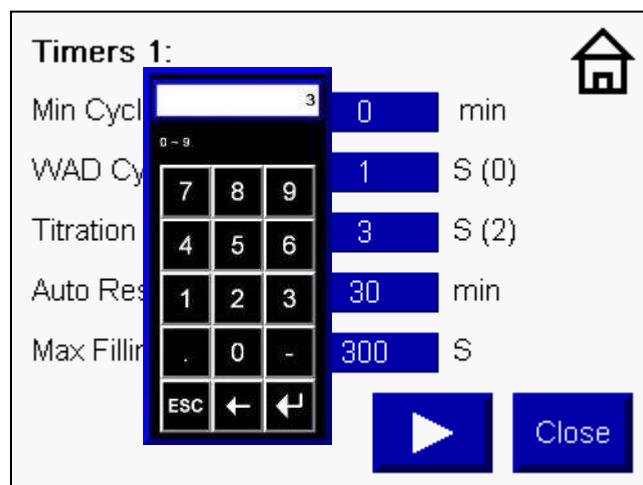 Timers 1:
3
Min Cycl 0 min
0 ~ 9
WAD Cy 1 S (0)
7 8 9
Titration 3 S (2)
4 5 6
Auto Res 30 min
1 2 3
Max Fillin 300 S
. 0 -
ESC
Close